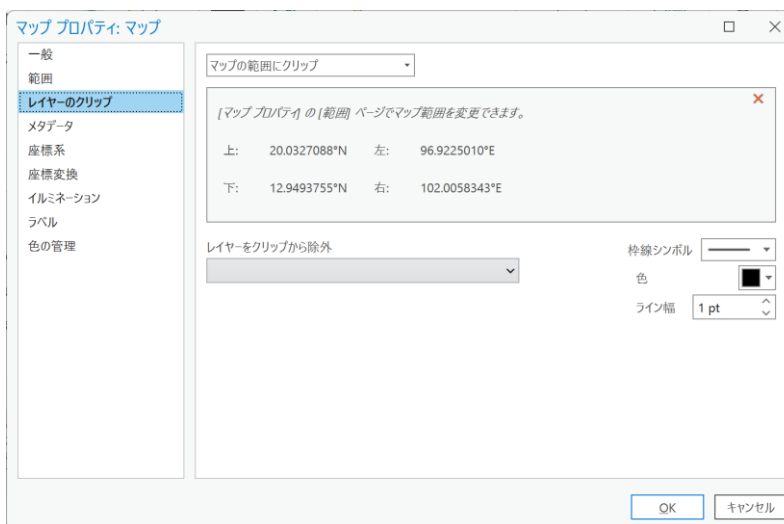 マップ プロパティ: マップ
一般
範囲
レイヤーのクリップ
メタデータ
座標系
座標変換
イルミネーション
ラベル
色の管理
マップの範囲にクリップ
[マップ プロパティ] の [範囲] ページでマップ範囲を変更できます。
上: 20.0327088°N 左: 96.9225010°E
下: 12.9493755°N 右: 102.0058343°E
レイヤーをクリップから除外
枠線シンボル
色
ライン幅 1 pt
OK キャンセル